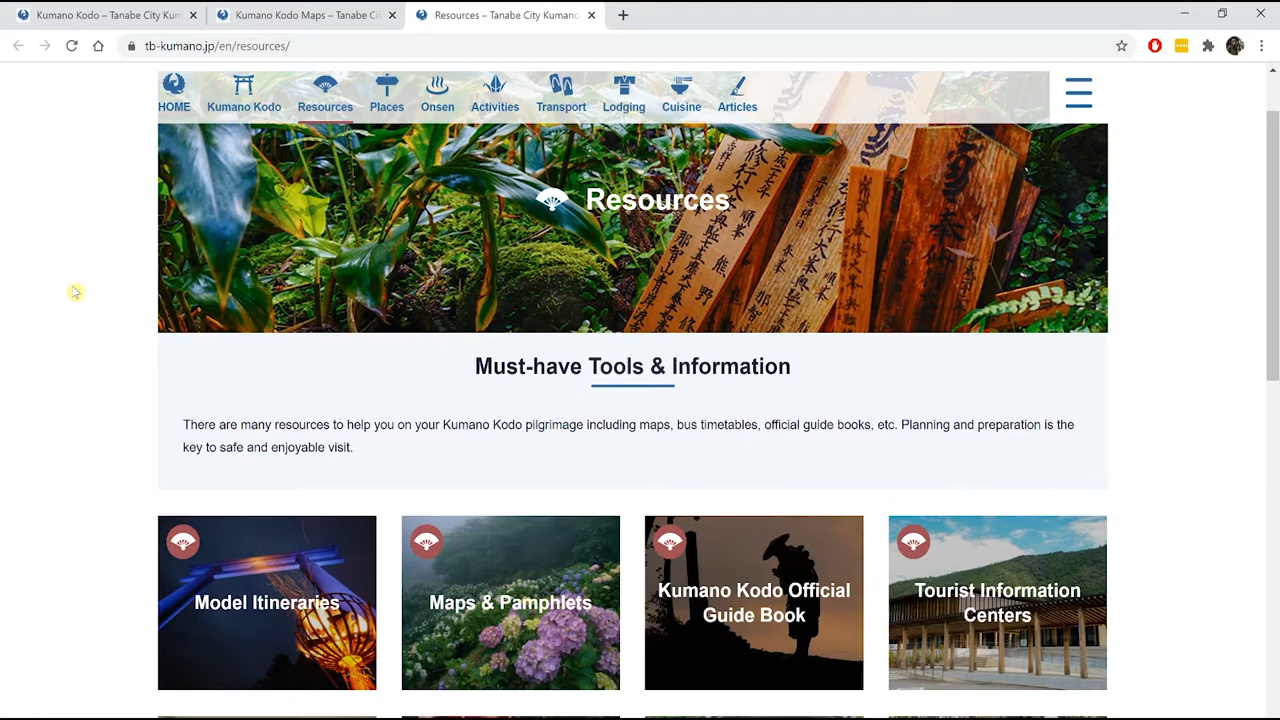 Kumano Kodo – Tanabe City Kum
Kumano Kodo Maps – Tanabe Cit
Resources – Tanabe City Kumano
tb-kumano.jp/en/resources/
HOME
Kumano Kodo
Resources
Places
Onsen
Activities
Transport
Lodging
Cuisine
Articles
Resources
Must-have Tools & Information
There are many resources to help you on your Kumano Kodo pilgrimage including maps, bus timetables, official guide books, etc. Planning and preparation is the
key to safe and enjoyable visit.
Model Itineraries
Maps & Pamphlets
Kumano Kodo Official
Guide Book
Tourist Information
Centers